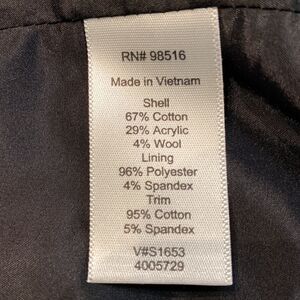 RN# 98516
Made in Vietnam
Shell
67% Cotton
29% Acrylic
4% Wool
Lining
96% Polyester
4% Spandex
Trim
95% Cotton
5% Spandex
V#S1653
4005729